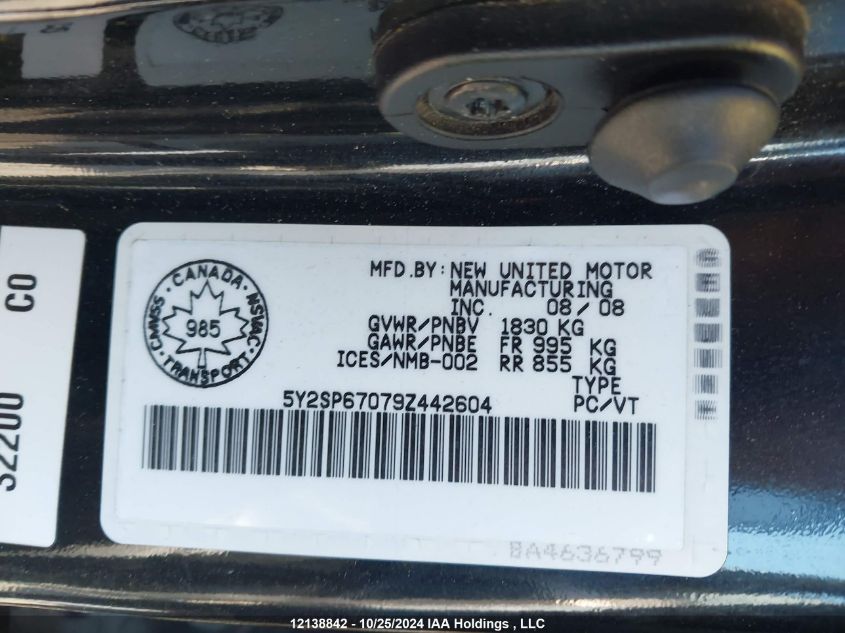 CANADA
CMVSS
NSVAC
985
TRANSPORT
MFD.BY: NEW UNITED MOTOR
MANUFACTURING
INC. 08/08
GVWR/PNBV 1830 KG
GAWR/PNBE FR 995 KG
ICES/NMB-002 RR 855 KG
TYPE
5Y2SP67079Z442604 PC/VT
8A4636799
S2200 CO
12138842 - 10/25/2024 IAA Holdings , LLC